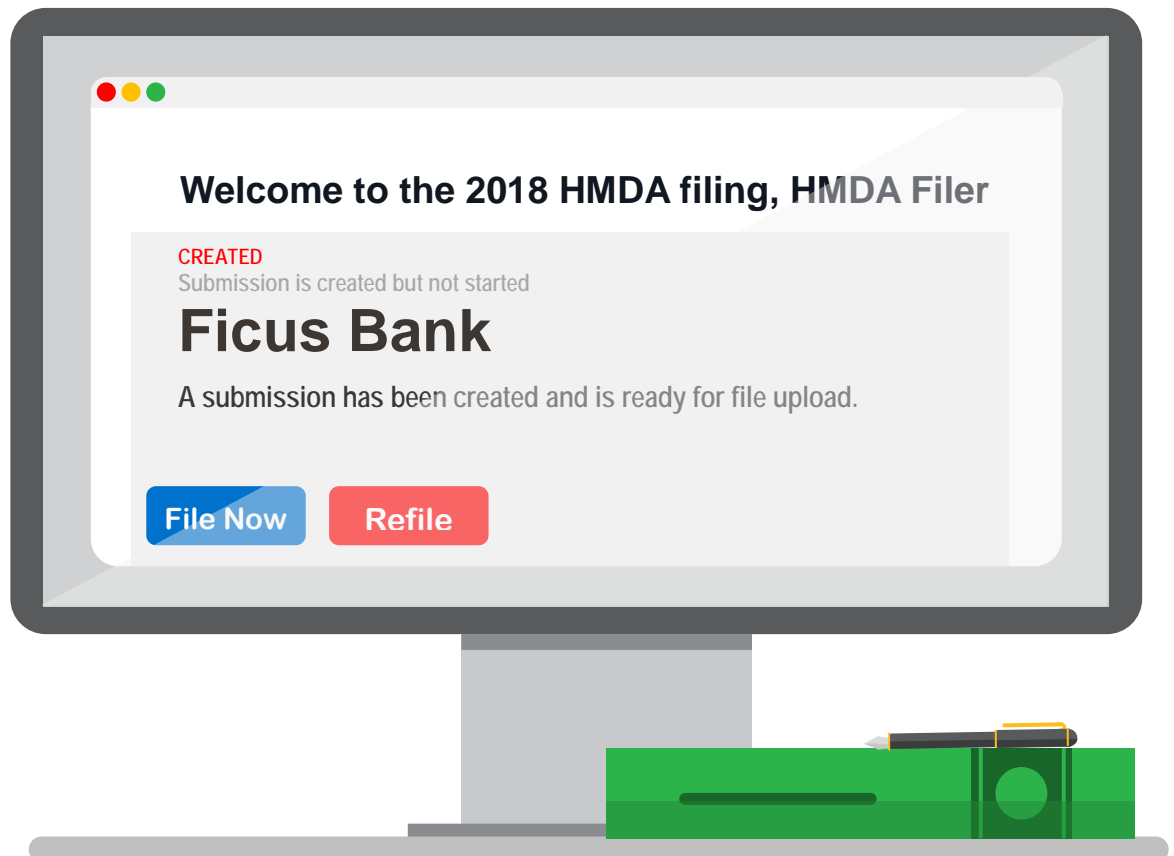 Welcome to the 2018 HMDA filing, HMDA Filer
CREATED
Submission is created but not started
Ficus Bank
A submission has been created and is ready for file upload.
File Now
Refile